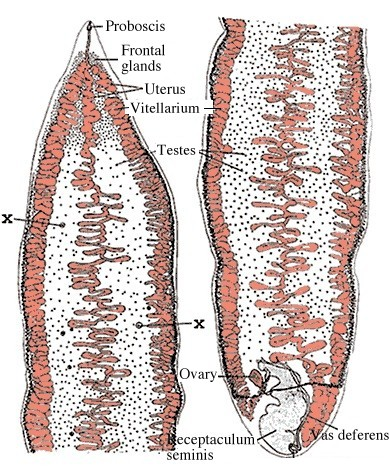 Proboscis
Frontal
glands
Uterus
Vitellarium
Testes
x
x
Ovary
Receptaculum
seminis
Vas deferens